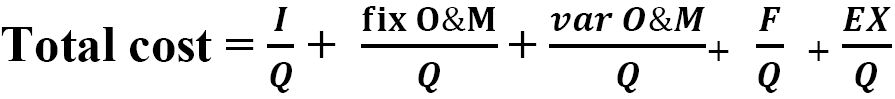 Total cost = I/Q + fix O&M/Q + var O&M/Q + F/Q + EX/Q